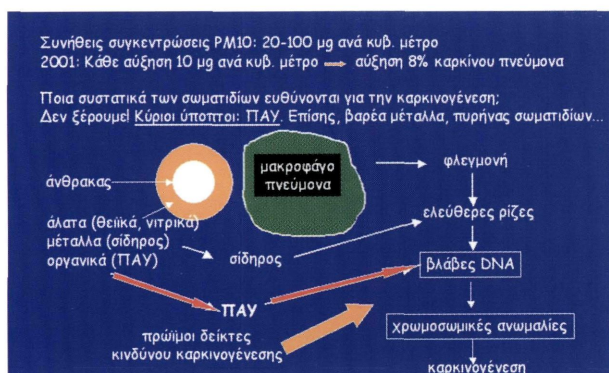 Συνήθεις συγκεντρώσεις PM10: 20-100 μg ανά κυβ. μέτρο
2001: Κάθε αύξηση 10 μg ανά κυβ. μέτρο αύξηση 8% καρκίνου πνεύμονα
Ποια συστατικά των σωματιδίων ευθύνονται για την καρκινογένεση;
Δεν ξέρουμε! Κύριοι ύποπτοι: ΠΑΥ. Επίσης, βαρέα μέταλλα, πυρήνας σωματιδίων...
μακροφάγο
πνεύμονα
φλεγμονή
άνθρακας
ελεύθερες ρίζες
άλατα (θειϊκά, νιτρικά)
μέταλλα (σίδηρος)
οργανικά (ΠΑΥ)
σίδηρος
βλάβες DNA
ΠΑΥ
πρώϊμοι δείκτες
κινδύνου καρκινογένεσης
χρωμοσωμικές ανωμαλίες
καρκινογένεση